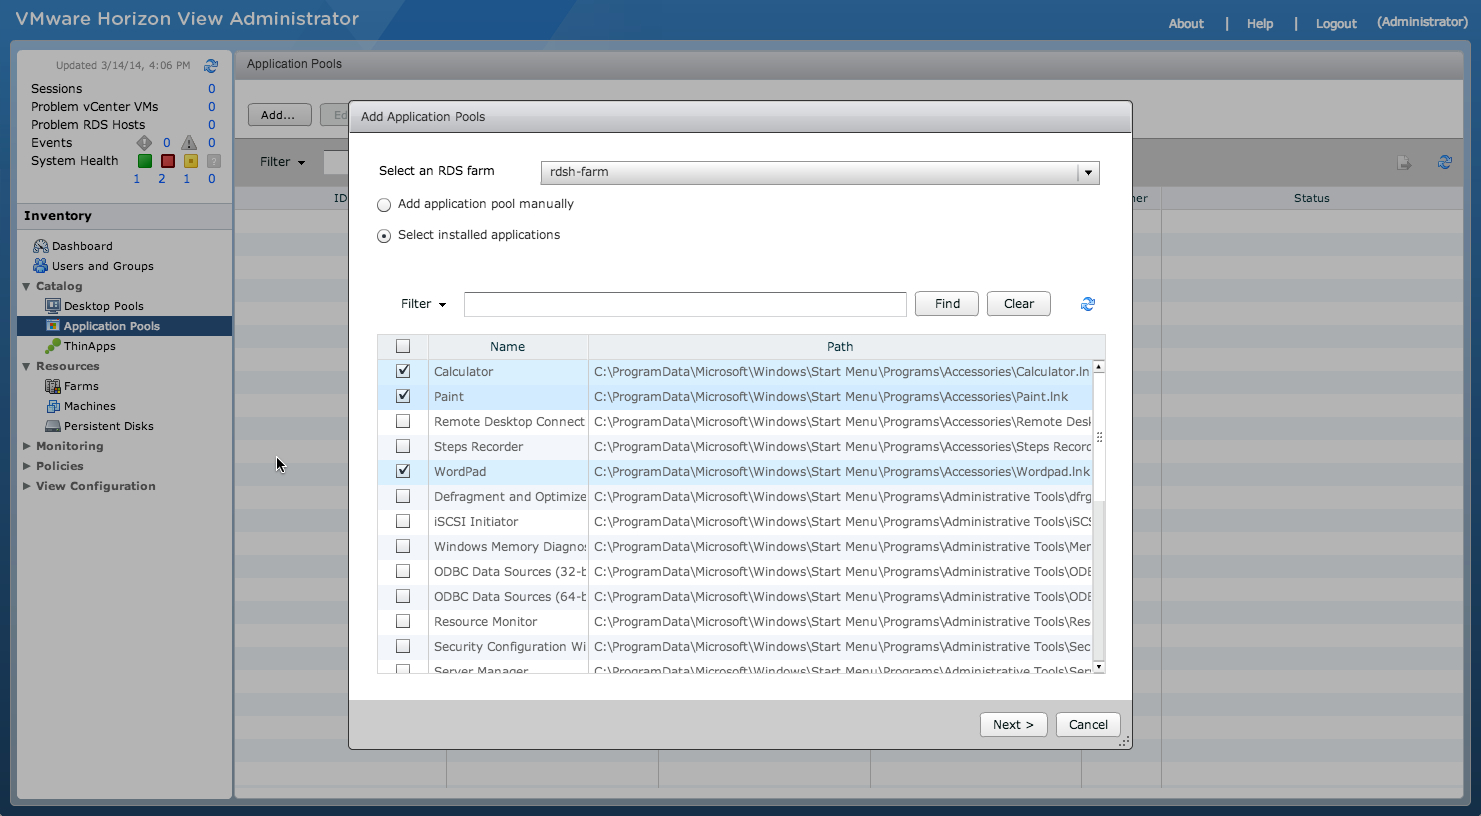 VMware Horizon View Administrator
About | Help | Logout (Administrator)
Updated 3/14/14, 4:06 PM
Sessions 0
Problem vCenter VMs 0
Problem RDS Hosts 0
Events 0 0
System Health
1 2 1 0
Inventory
Dashboard
Users and Groups
Catalog
Desktop Pools
Application Pools
ThinApps
Resources
Farms
Machines
Persistent Disks
Monitoring
Policies
View Configuration
Application Pools
Add...
Ed
Filter
ID
ner
Status
Add Application Pools
Select an RDS farm rdsh-farm
Add application pool manually
Select installed applications
Filter Find Clear
Name Path
Calculator C:\ProgramData\Microsoft\Windows\Start Menu\Programs\Accessories\Calculator.ln
Paint C:\ProgramData\Microsoft\Windows\Start Menu\Programs\Accessories\Paint.lnk
Remote Desktop Connect C:\ProgramData\Microsoft\Windows\Start Menu\Programs\Accessories\Remote Desk
Steps Recorder C:\ProgramData\Microsoft\Windows\Start Menu\Programs\Accessories\Steps Record
WordPad C:\ProgramData\Microsoft\Windows\Start Menu\Programs\Accessories\Wordpad.lnk
Defragment and Optimize C:\ProgramData\Microsoft\Windows\Start Menu\Programs\Administrative Tools\dfrg
iSCSI Initiator C:\ProgramData\Microsoft\Windows\Start Menu\Programs\Administrative Tools\iSCS
Windows Memory Diagnos C:\ProgramData\Microsoft\Windows\Start Menu\Programs\Administrative Tools\Mem
ODBC Data Sources (32-b C:\ProgramData\Microsoft\Windows\Start Menu\Programs\Administrative Tools\ODB
ODBC Data Sources (64-b C:\ProgramData\Microsoft\Windows\Start Menu\Programs\Administrative Tools\ODB
Resource Monitor C:\ProgramData\Microsoft\Windows\Start Menu\Programs\Administrative Tools\Reso
Security Configuration Wi C:\ProgramData\Microsoft\Windows\Start Menu\Programs\Administrative Tools\Sec
Server Manager C:\ProgramData\Microsoft\Windows\Start Menu\Programs\Administrative Tools\Serv
Next > Cancel